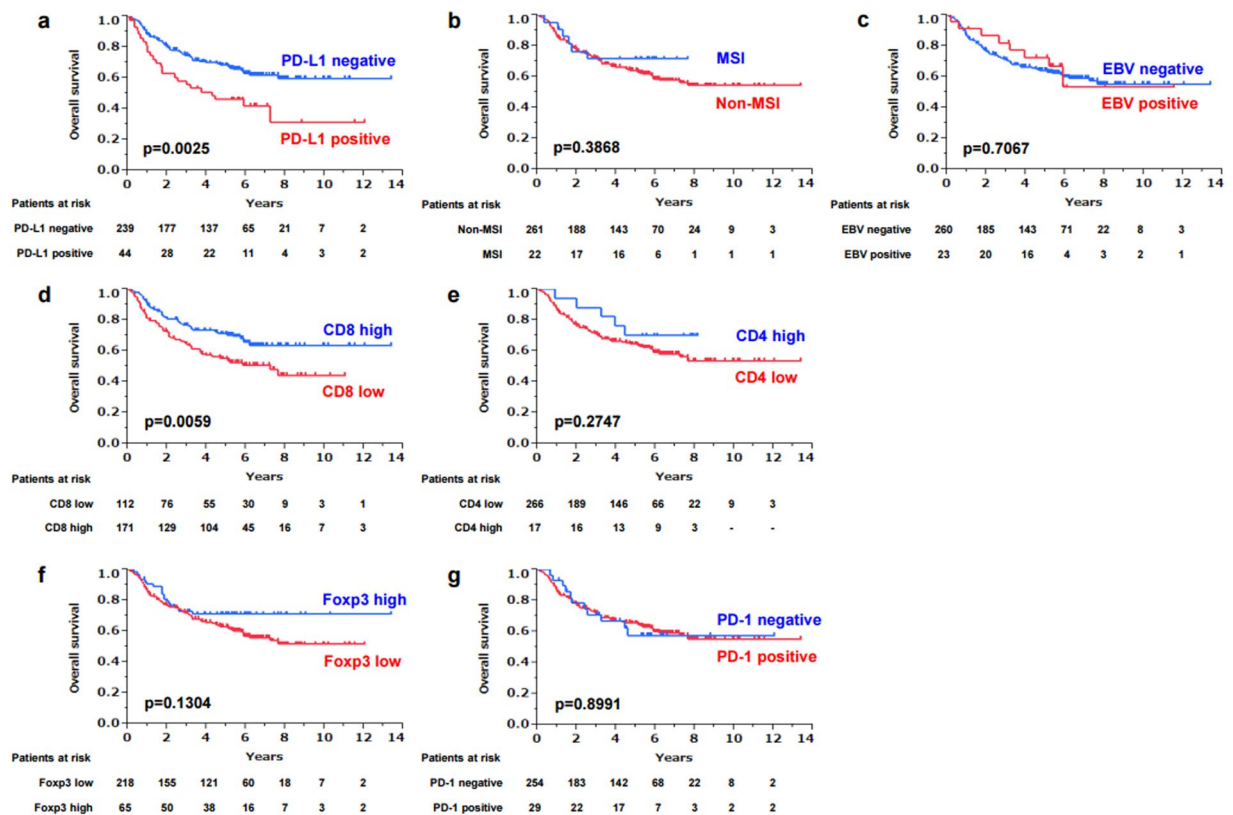 a
Overall survival
1.0
0.8
0.6
0.4
0.2
0.0
PD-L1 negative
PD-L1 positive
p=0.0025
0 2 4 6 8 10 12 14
Years
Patients at risk
PD-L1 negative 239 177 137 65 21 7 2
PD-L1 positive 44 28 22 11 4 3 2
b
Overall survival
1.0
0.8
0.6
0.4
0.2
0.0
MSI
Non-MSI
p=0.3868
0 2 4 6 8 10 12 14
Years
Patients at risk
Non-MSI 261 188 143 70 24 9 3
MSI 22 17 16 6 1 1 1
c
Overall survival
1.0
0.8
0.6
0.4
0.2
0.0
EBV negative
EBV positive
p=0.7067
0 2 4 6 8 10 12 14
Years
Patients at risk
EBV negative 260 185 143 71 22 8 3
EBV positive 23 20 16 4 3 2 1
d
Overall survival
1.0
0.8
0.6
0.4
0.2
0.0
CD8 high
CD8 low
p=0.0059
0 2 4 6 8 10 12 14
Years
Patients at risk
CD8 low 112 76 55 30 9 3 1
CD8 high 171 129 104 45 16 7 3
e
Overall survival
1.0
0.8
0.6
0.4
0.2
0.0
CD4 high
CD4 low
p=0.2747
0 2 4 6 8 10 12 14
Years
Patients at risk
CD4 low 266 189 146 66 22 9 3
CD4 high 17 16 13 9 3 - -
f
Overall survival
1.0
0.8
0.6
0.4
0.2
0.0
Foxp3 high
Foxp3 low
p=0.1304
0 2 4 6 8 10 12 14
Years
Patients at risk
Foxp3 low 218 155 121 60 18 7 2
Foxp3 high 65 50 38 16 7 3 2
g
Overall survival
1.0
0.8
0.6
0.4
0.2
0.0
PD-1 negative
PD-1 positive
p=0.8991
0 2 4 6 8 10 12 14
Years
Patients at risk
PD-1 negative 254 183 142 68 22 8 2
PD-1 positive 29 22 17 7 3 2 2